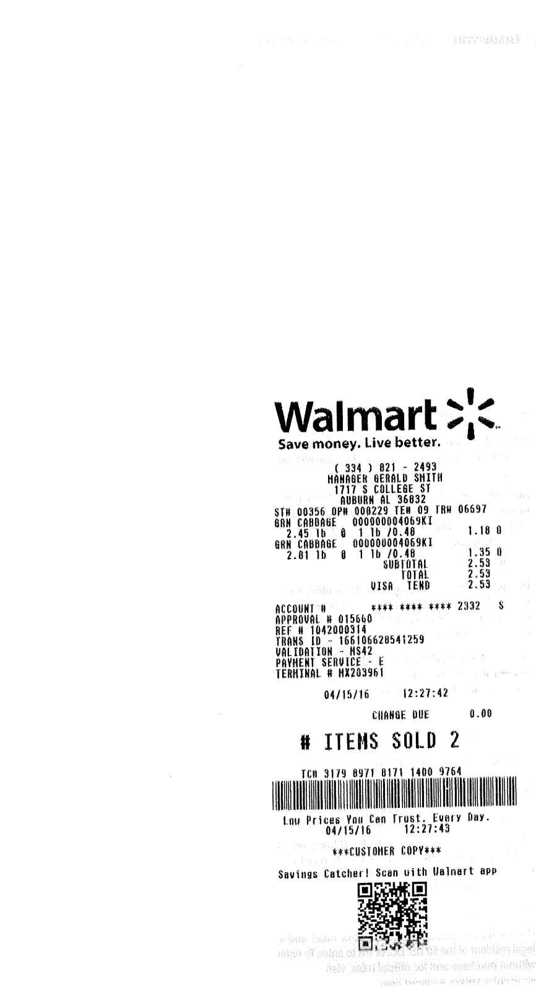 Walmart
Save money. Live better.
( 334 ) 821 - 2493
MANAGER GERALD SMITH
1717 S COLLEGE ST
AUBURN AL 36832
ST# 00356 OP# 008229 TE# 09 TR# 06697
GRN CABBAGE 000000004069KI
2.45 lb @ 1 lb /0.48 1.18 O
GRN CABBAGE 000000004069KI
2.81 lb @ 1 lb /0.48 1.35 O
SUBTOTAL 2.53
TOTAL 2.53
VISA TEND 2.53
ACCOUNT # **** **** **** 2332 S
APPROVAL # 015660
REF # 1042000314
TRANS ID - 166106628541259
VALIDATION - MS42
PAYMENT SERVICE - E
TERMINAL # MX203961
04/15/16 12:27:42
CHANGE DUE 0.00
# ITEMS SOLD 2
TC# 3179 8971 8171 1400 9764
Low Prices You Can Trust. Every Day.
04/15/16 12:27:43
***CUSTOMER COPY***
Savings Catcher! Scan with Walmart app